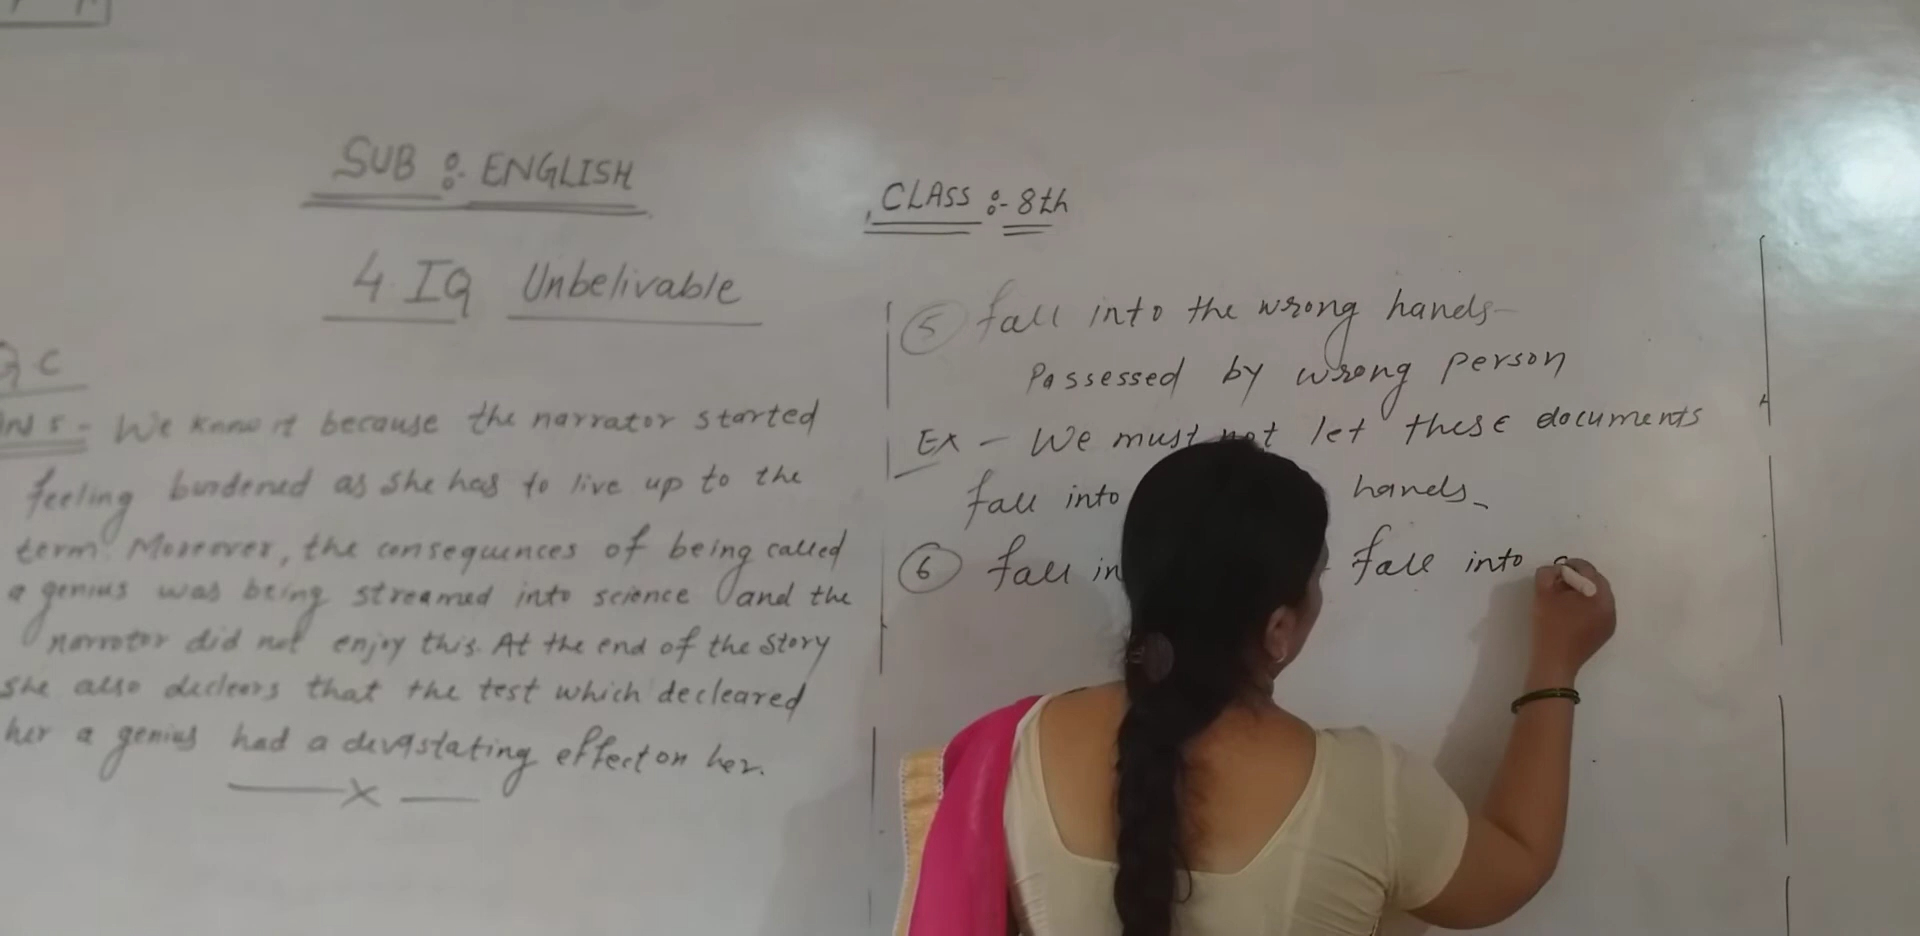 SUB :- ENGLISH
CLASS :- 8th
4. IQ Unbelivable
Q C
ANS 5 - We know it because the narrator started
feeling burdened as she has to live up to the
term. Moreover, the consequences of being called
a genius was being streamed into science and the
narrator did not enjoy this. At the end of the story
she also declears that the test which decleared
her a genius had a devastating effect on her.
5 fall into the wrong hands-
Possessed by wrong person
EX - We must not let these documents
fall into hands
6 fall in fall into